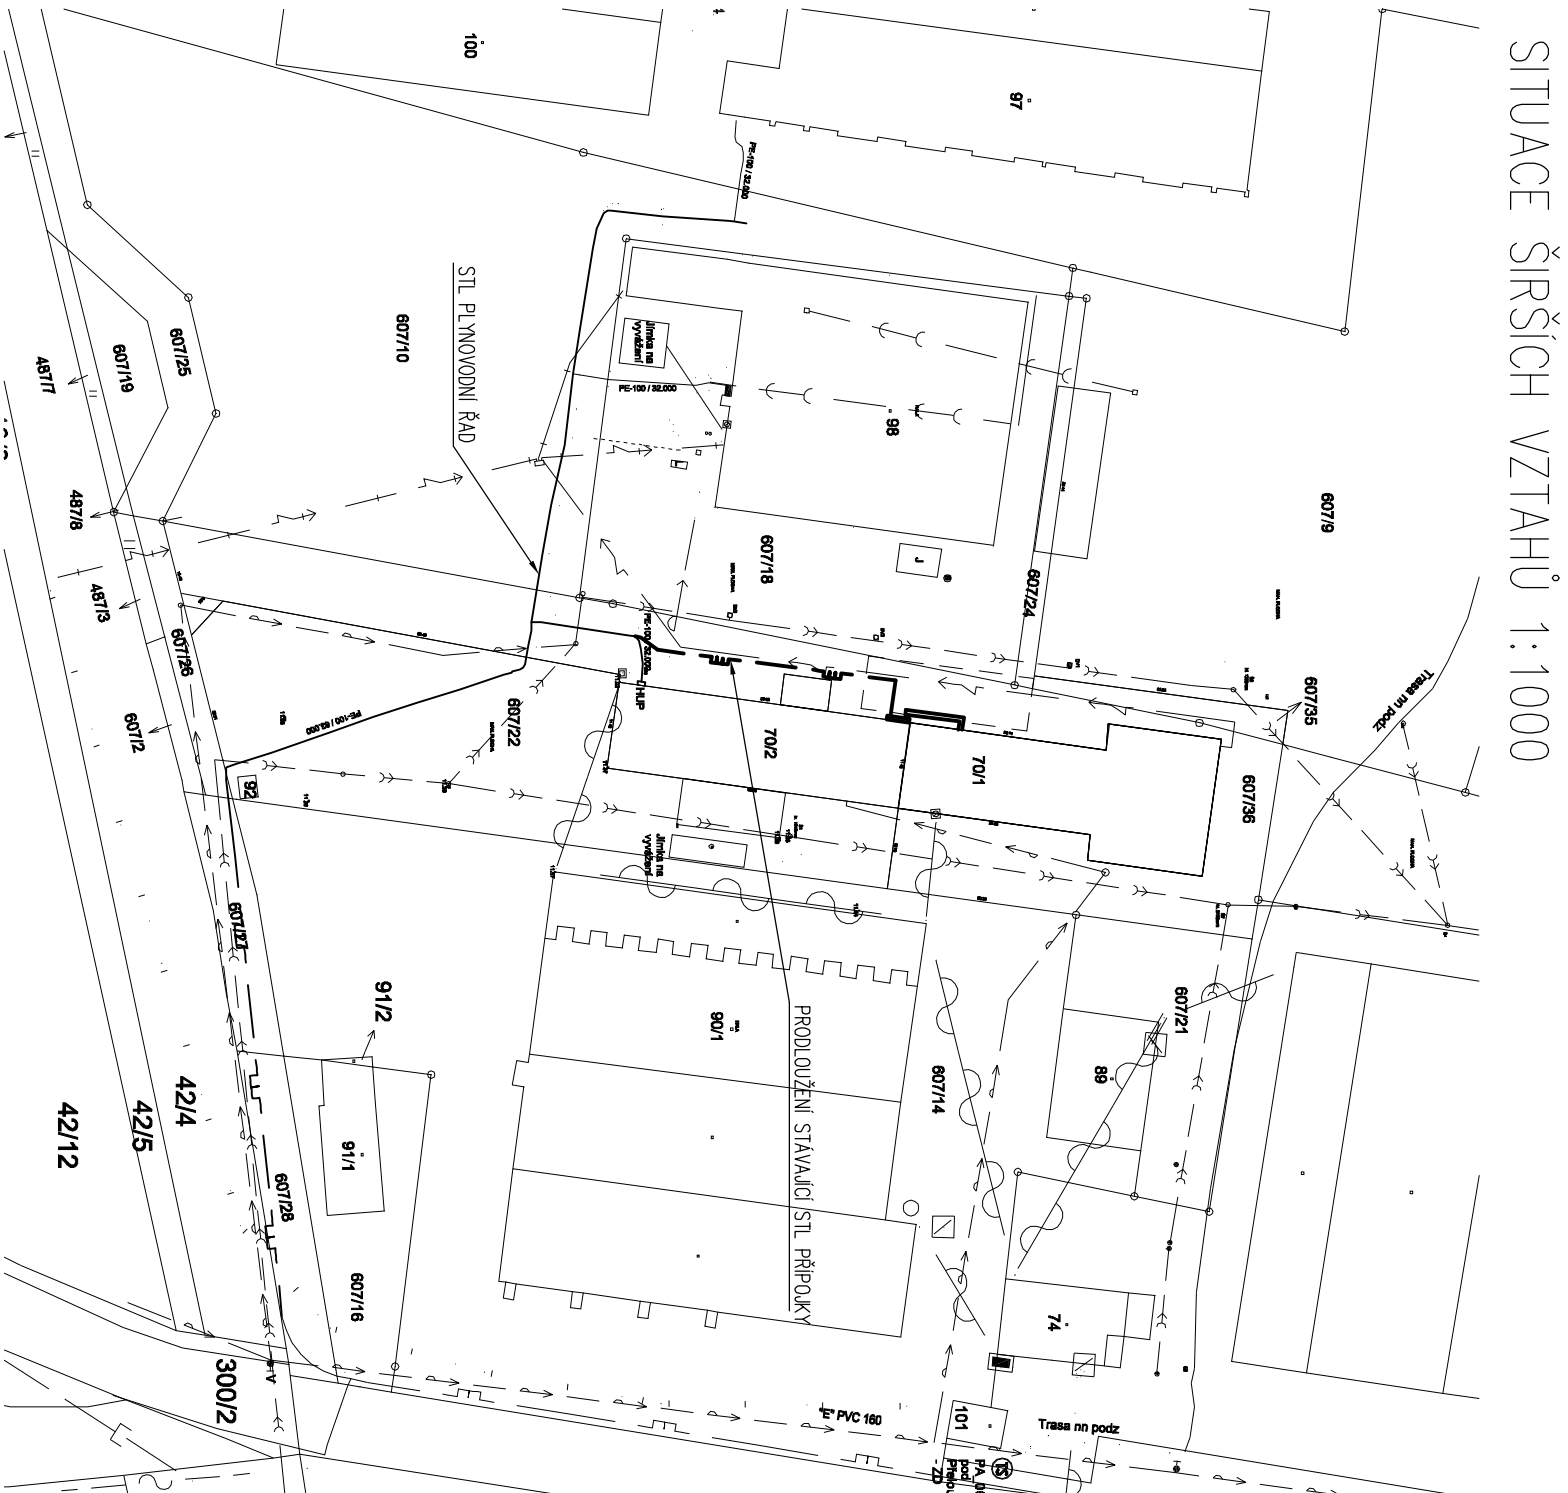 SITUACE ŠIRŠÍCH VZTAHŮ 1:1000
100
97
PE-100 / 32.000
STL PLYNOVODNÍ ŘAD
607/10
607/25
607/19
487/7
487/8
487/3
607/26
607/2
Jímka na
vyvážení
PE-100 / 32.000
98
607/9
607/18
J
607/24
607/35
Trasa nn podz
HUP
PE-100 / 63.000
607/22
70/2
70/1
607/36
92
Jímka na
vyvážení
91/2
90/1
PRODLOUŽENÍ STÁVAJÍCÍ STL PŘÍPOJKY
607/14
607/21
89
42/4
42/5
42/12
91/1
607/28
607/16
74
300/2
V
"E" PVC 160
101
Trasa nn podz
TS
pod
- ZD